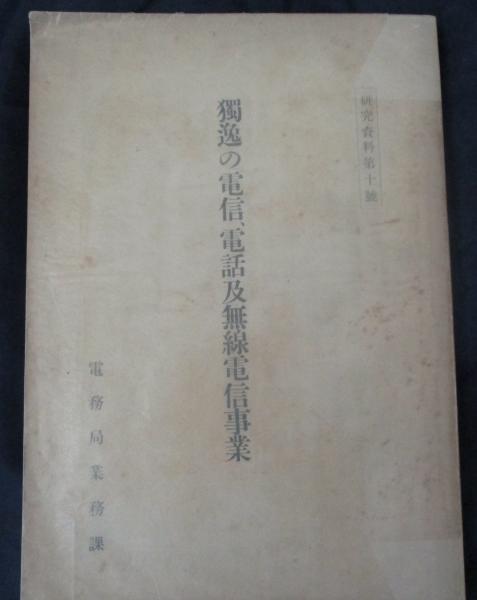 研究資料第十號
獨逸の電信、電話及無線電信事業
電務局業務課